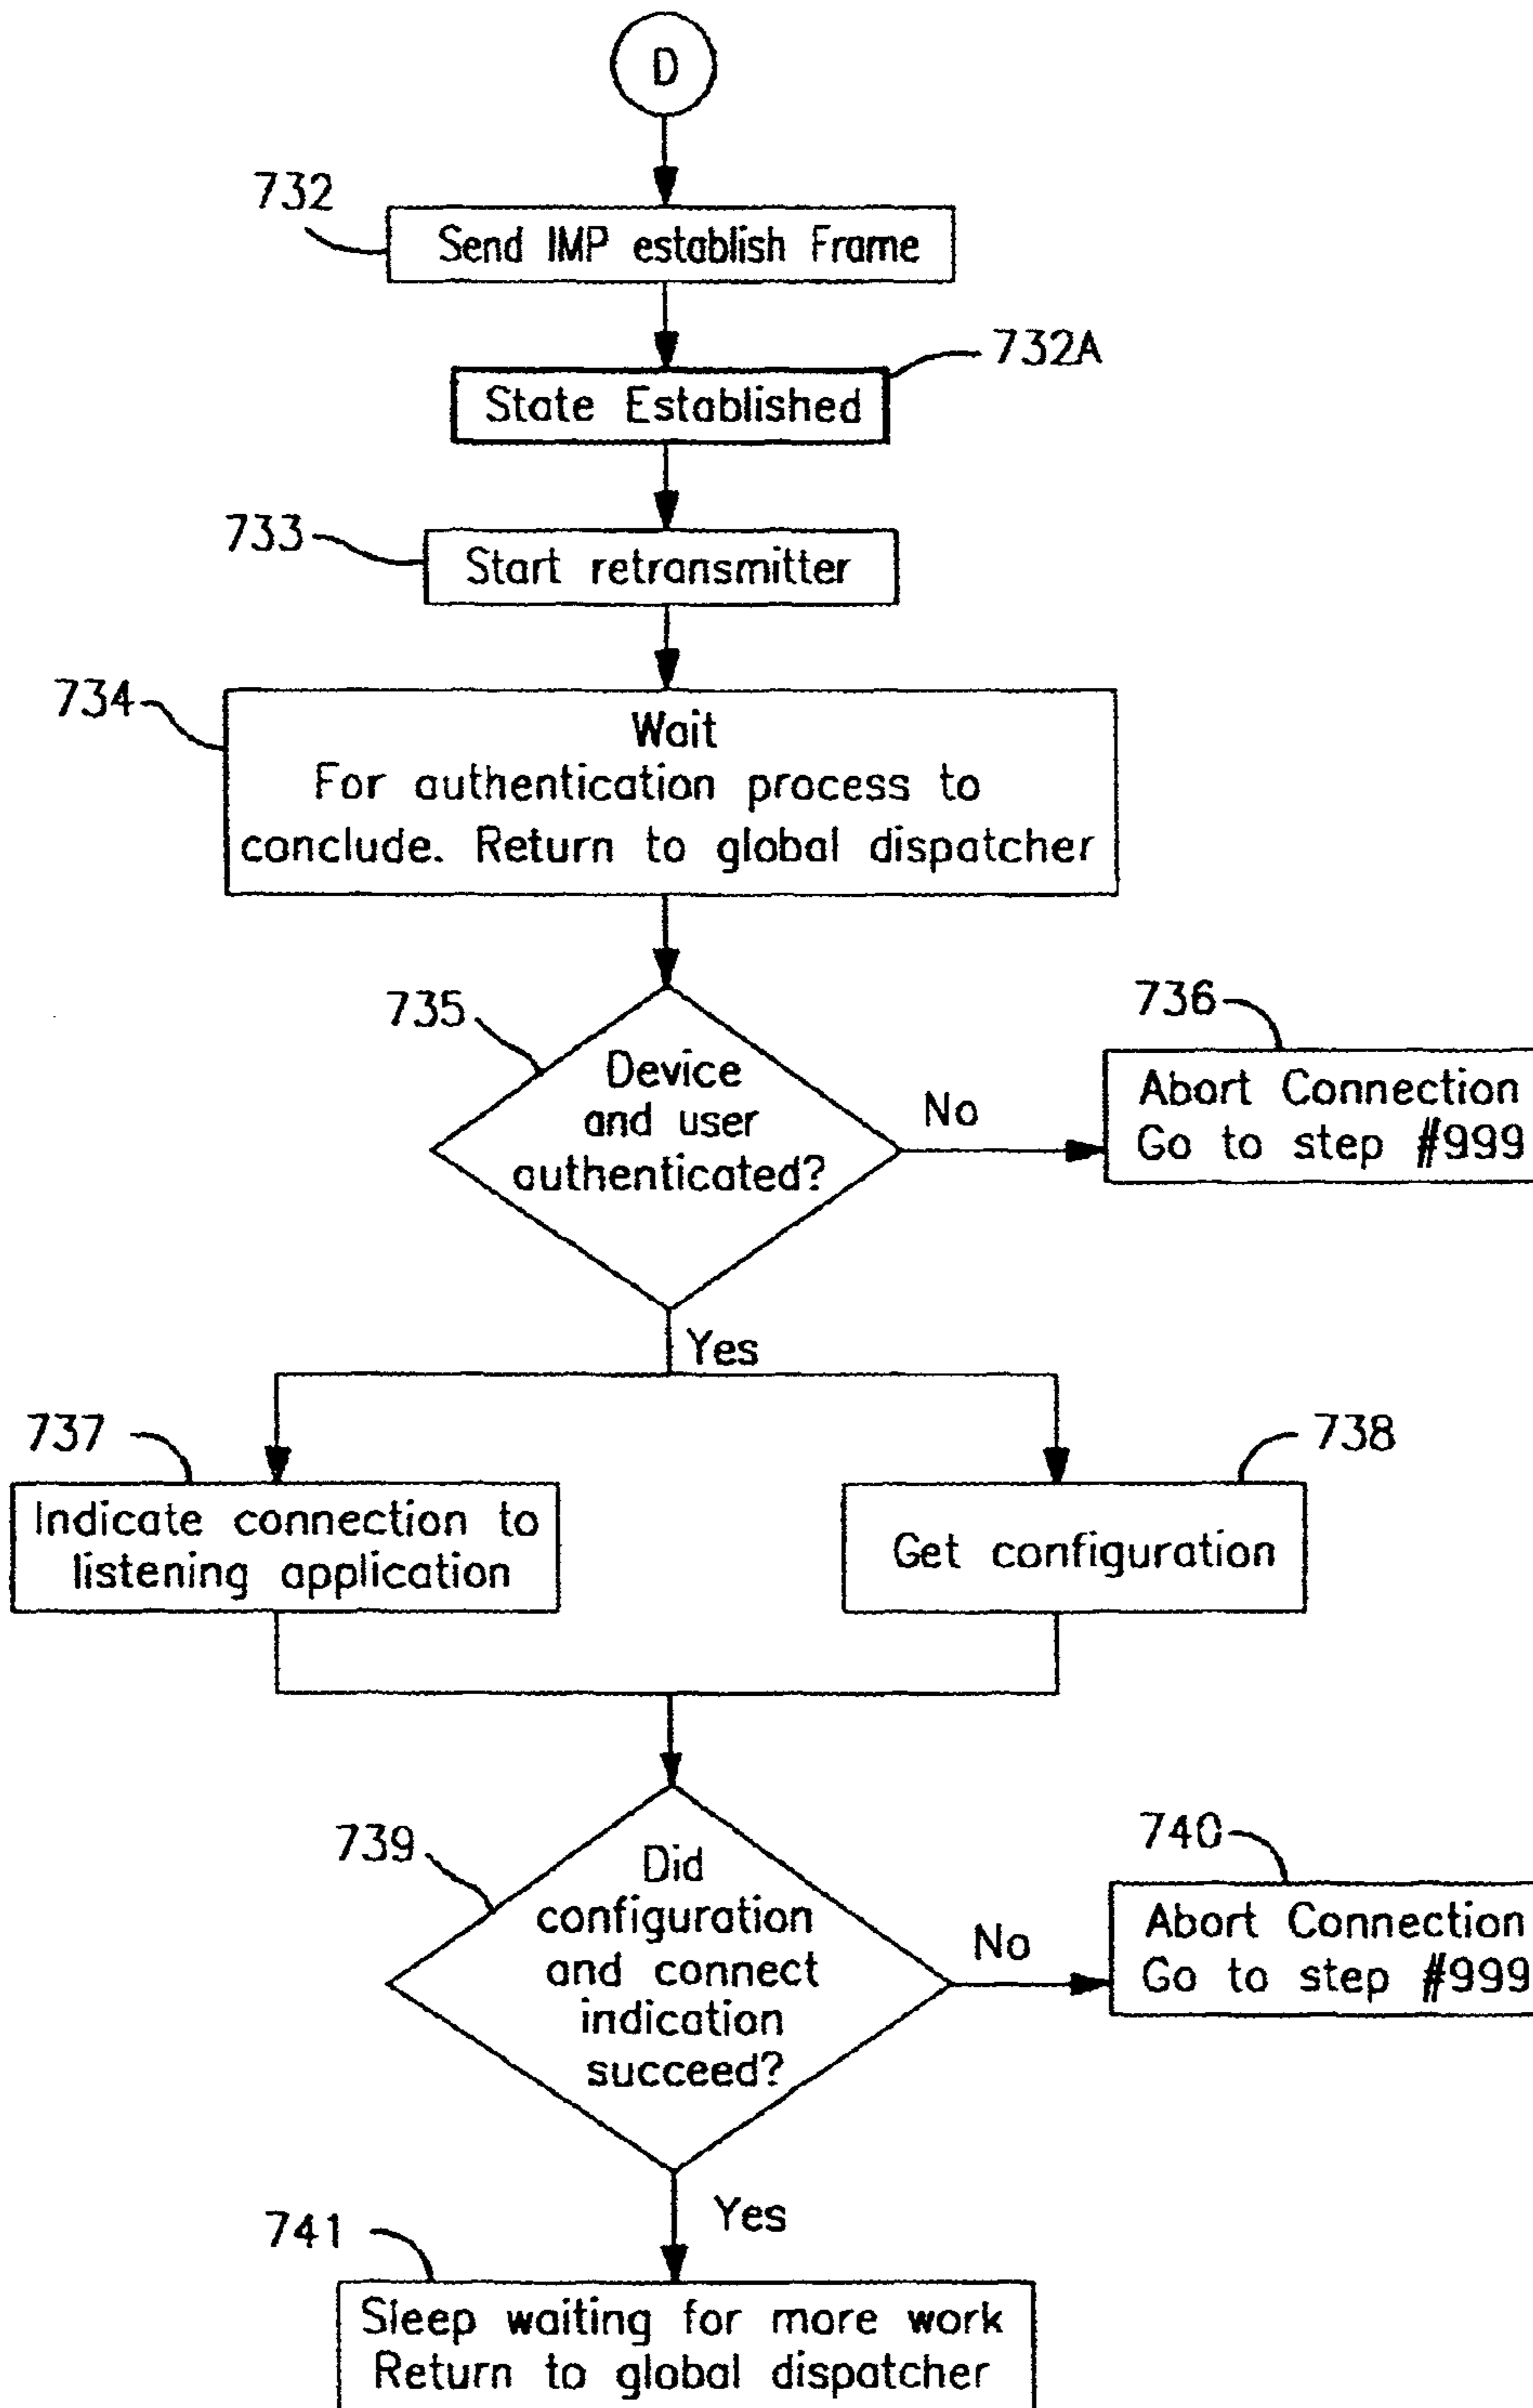 D
732
Send IMP establish Frame
732A
State Established
733
Start retransmitter
734
Wait
For authentication process to
conclude. Return to global dispatcher
735
Device
and user
authenticated?
No
736
Abort Connection
Go to step #999
Yes
737
Indicate connection to
listening application
738
Get configuration
739
Did
configuration
and connect
indication
succeed?
No
740
Abort Connection
Go to step #999
Yes
741
Sleep waiting for more work
Return to global dispatcher